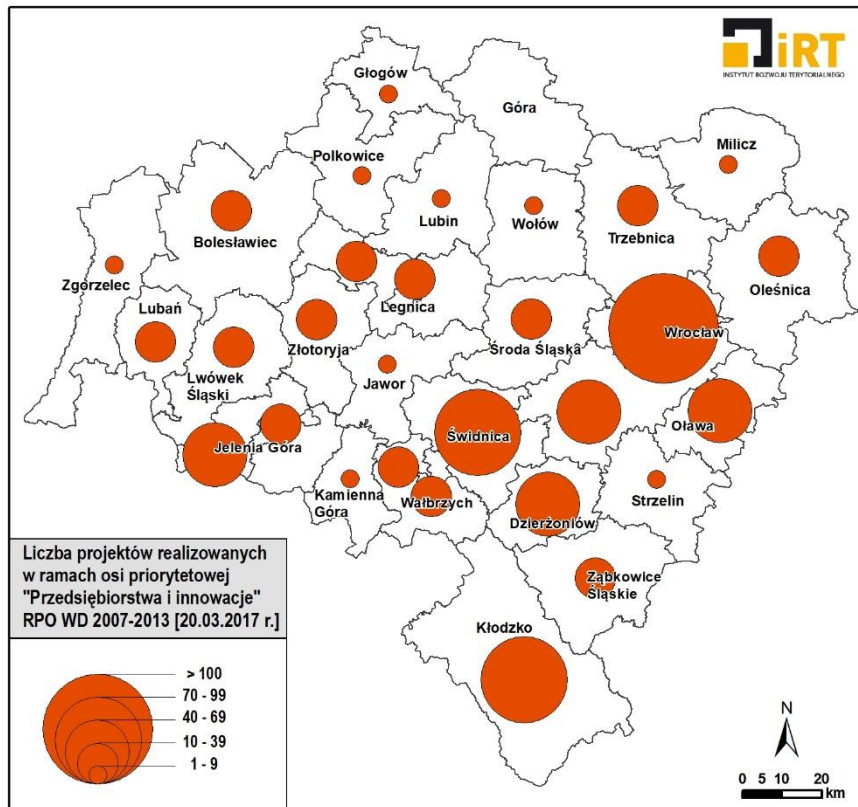 iRT
INSTYTUT ROZWOJU TERYTORIALNEGO
Głogów
Góra
Milicz
Polkowice
Lubin
Wołów
Trzebnica
Bolesławiec
Oleśnica
Zgorzelec
Lubań
Legnica
Wrocław
Złotoryja
Środa Śląska
Lwówek
Śląski
Jawor
Oława
Świdnica
Jelenia Góra
Kamienna
Góra
Wałbrzych
Strzelin
Dzierżoniów
Ząbkowice
Śląskie
Kłodzko
Liczba projektów realizowanych
w ramach osi priorytetowej
"Przedsiębiorstwa i innowacje"
RPO WD 2007-2013 [20.03.2017 r.]
> 100
70 - 99
40 - 69
10 - 39
1 - 9
N
0 5 10 20
km